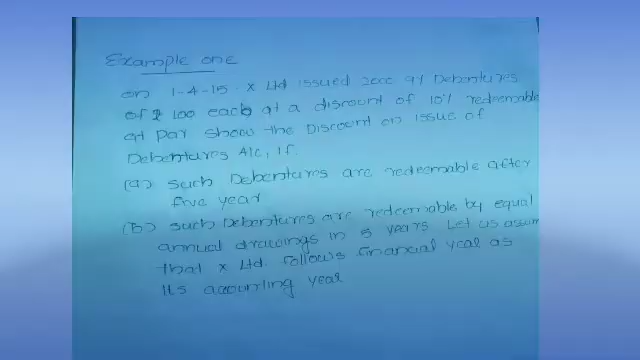 Example one
on 1-4-15 x Ltd issued 2000 9% Debentures
of ₹ 100 each at a discount of 10% redeemable
at par show the Discount on issue of
Debentures A/c, If.
(a) such Debentures are redeemable after
five year
(b) such Debentures are redeemable by equal
annual drawings in 5 years. Let us assum
that x Ltd. follows financial year as
Its accounting year